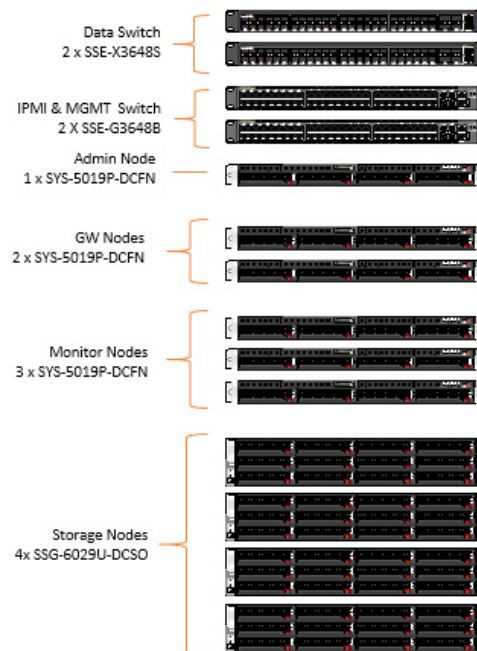 Data Switch
2 x SSE-X3648S
IPMI & MGMT Switch
2 X SSE-G3648B
Admin Node
1 x SYS-5019P-DCFN
GW Nodes
2 x SYS-5019P-DCFN
Monitor Nodes
3 x SYS-5019P-DCFN
Storage Nodes
4x SSG-6029U-DCSO